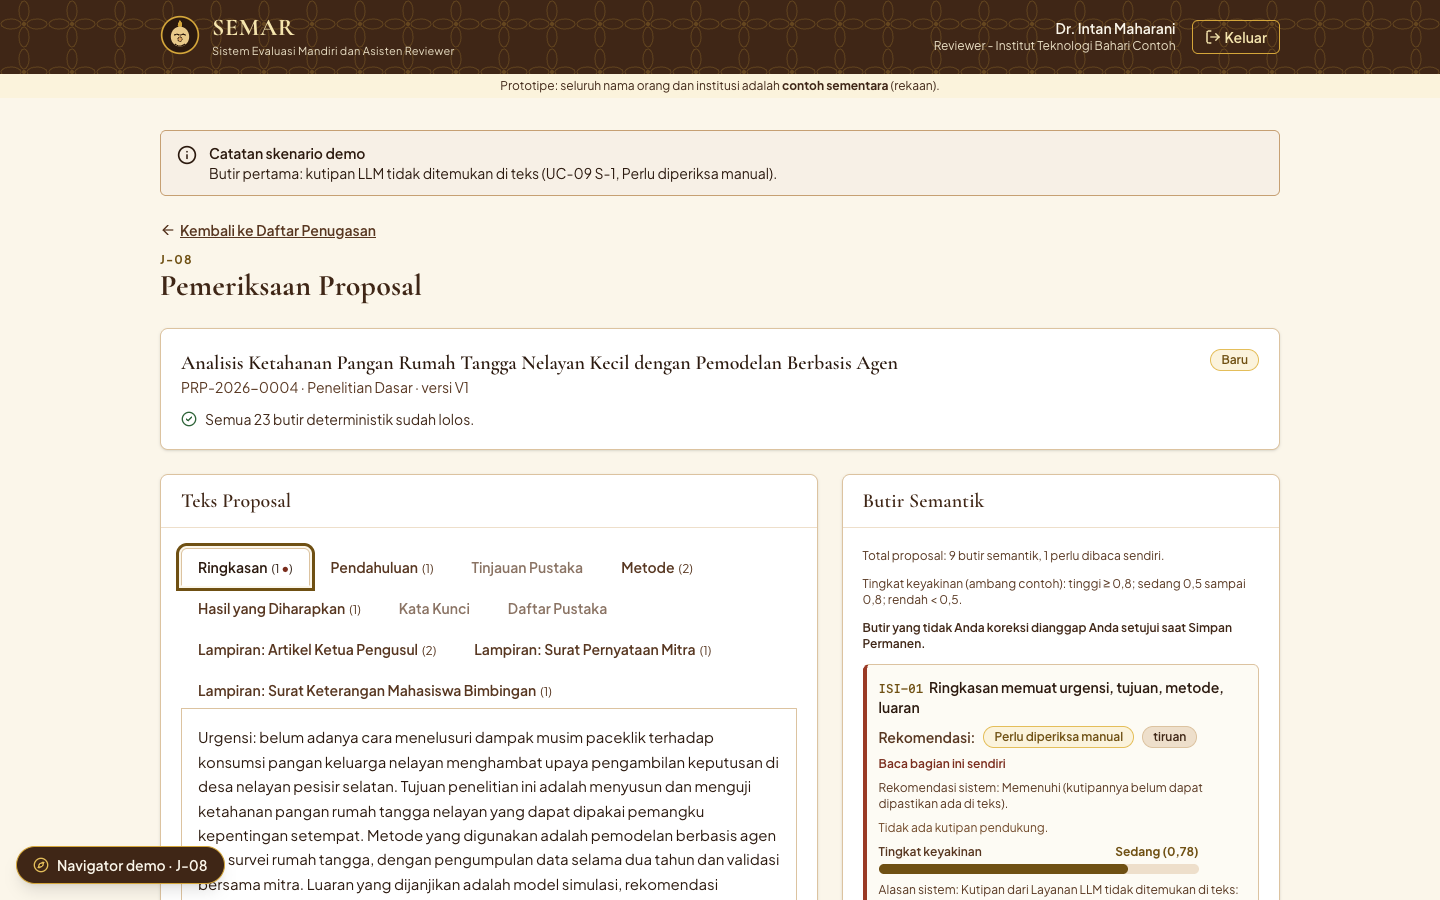 SEMAR
Sistem Evaluasi Mandiri dan Asisten Reviewer
Dr. Intan Maharani
Reviewer - Institut Teknologi Bahari Contoh
Keluar
Prototipe: seluruh nama orang dan institusi adalah contoh sementara (rekaan).
Catatan skenario demo
Butir pertama: kutipan LLM tidak ditemukan di teks (UC-09 S-1, Perlu diperiksa manual).
Kembali ke Daftar Penugasan
J-08
Pemeriksaan Proposal
Analisis Ketahanan Pangan Rumah Tangga Nelayan Kecil dengan Pemodelan Berbasis Agen
Baru
PRP-2026-0004 · Penelitian Dasar · versi V1
Semua 23 butir deterministik sudah lolos.
Teks Proposal
Ringkasan (1 ●)
Pendahuluan (1)
Tinjauan Pustaka
Metode (2)
Hasil yang Diharapkan (1)
Kata Kunci
Daftar Pustaka
Lampiran: Artikel Ketua Pengusul (2)
Lampiran: Surat Pernyataan Mitra (1)
Lampiran: Surat Keterangan Mahasiswa Bimbingan (1)
Urgensi: belum adanya cara menelusuri dampak musim paceklik terhadap
konsumsi pangan keluarga nelayan menghambat upaya pengambilan keputusan di
desa nelayan pesisir selatan. Tujuan penelitian ini adalah menyusun dan menguji
ketahanan pangan rumah tangga nelayan yang dapat dipakai pemangku
kepentingan setempat. Metode yang digunakan adalah pemodelan berbasis agen
survei rumah tangga, dengan pengumpulan data selama dua tahun dan validasi
bersama mitra. Luaran yang dijanjikan adalah model simulasi, rekomendasi
Navigator demo · J-08
Butir Semantik
Total proposal: 9 butir semantik, 1 perlu dibaca sendiri.
Tingkat keyakinan (ambang contoh): tinggi ≥ 0,8; sedang 0,5 sampai
0,8; rendah < 0,5.
Butir yang tidak Anda koreksi dianggap Anda setujui saat Simpan
Permanen.
ISI-01 Ringkasan memuat urgensi, tujuan, metode,
luaran
Rekomendasi: Perlu diperiksa manual tiruan
Baca bagian ini sendiri
Rekomendasi sistem: Memenuhi (kutipannya belum dapat
dipastikan ada di teks).
Tidak ada kutipan pendukung.
Tingkat keyakinan Sedang (0,78)
Alasan sistem: Kutipan dari Layanan LLM tidak ditemukan di teks: